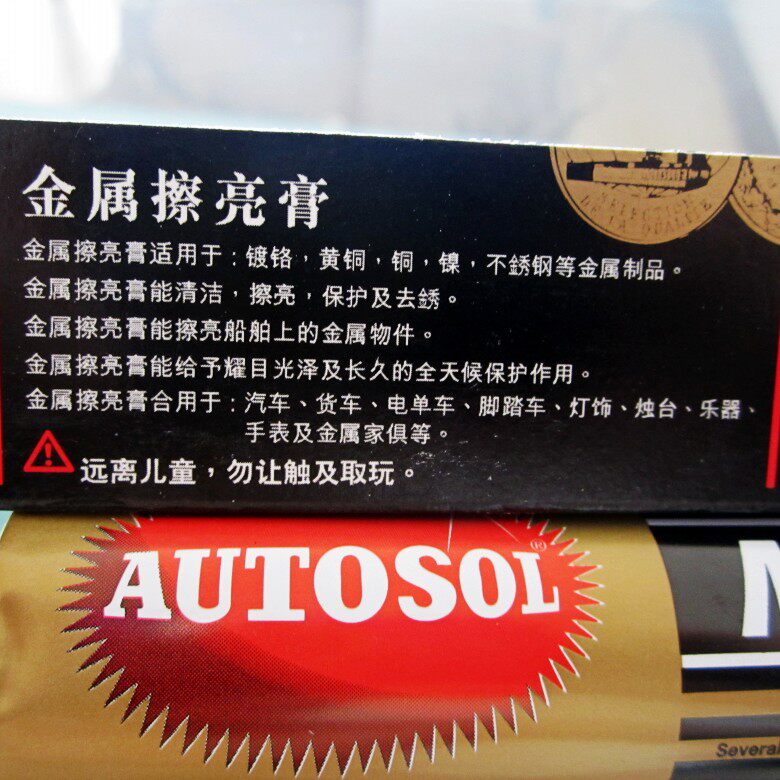 金属擦亮膏
金属擦亮膏适用于：镀铬，黄铜，铜，镍，不銹钢等金属制品。
金属擦亮膏能清洁，擦亮，保护及去銹。
金属擦亮膏能擦亮船舶上的金属物件。
金属擦亮膏能给予耀目光泽及长久的全天候保护作用。
金属擦亮膏合用于：汽车、货车、电单车、脚踏车、灯饰、烛台、乐器、
手表及金属家俱等。
远离儿童，勿让触及取玩。
AUTOSOL®
Several